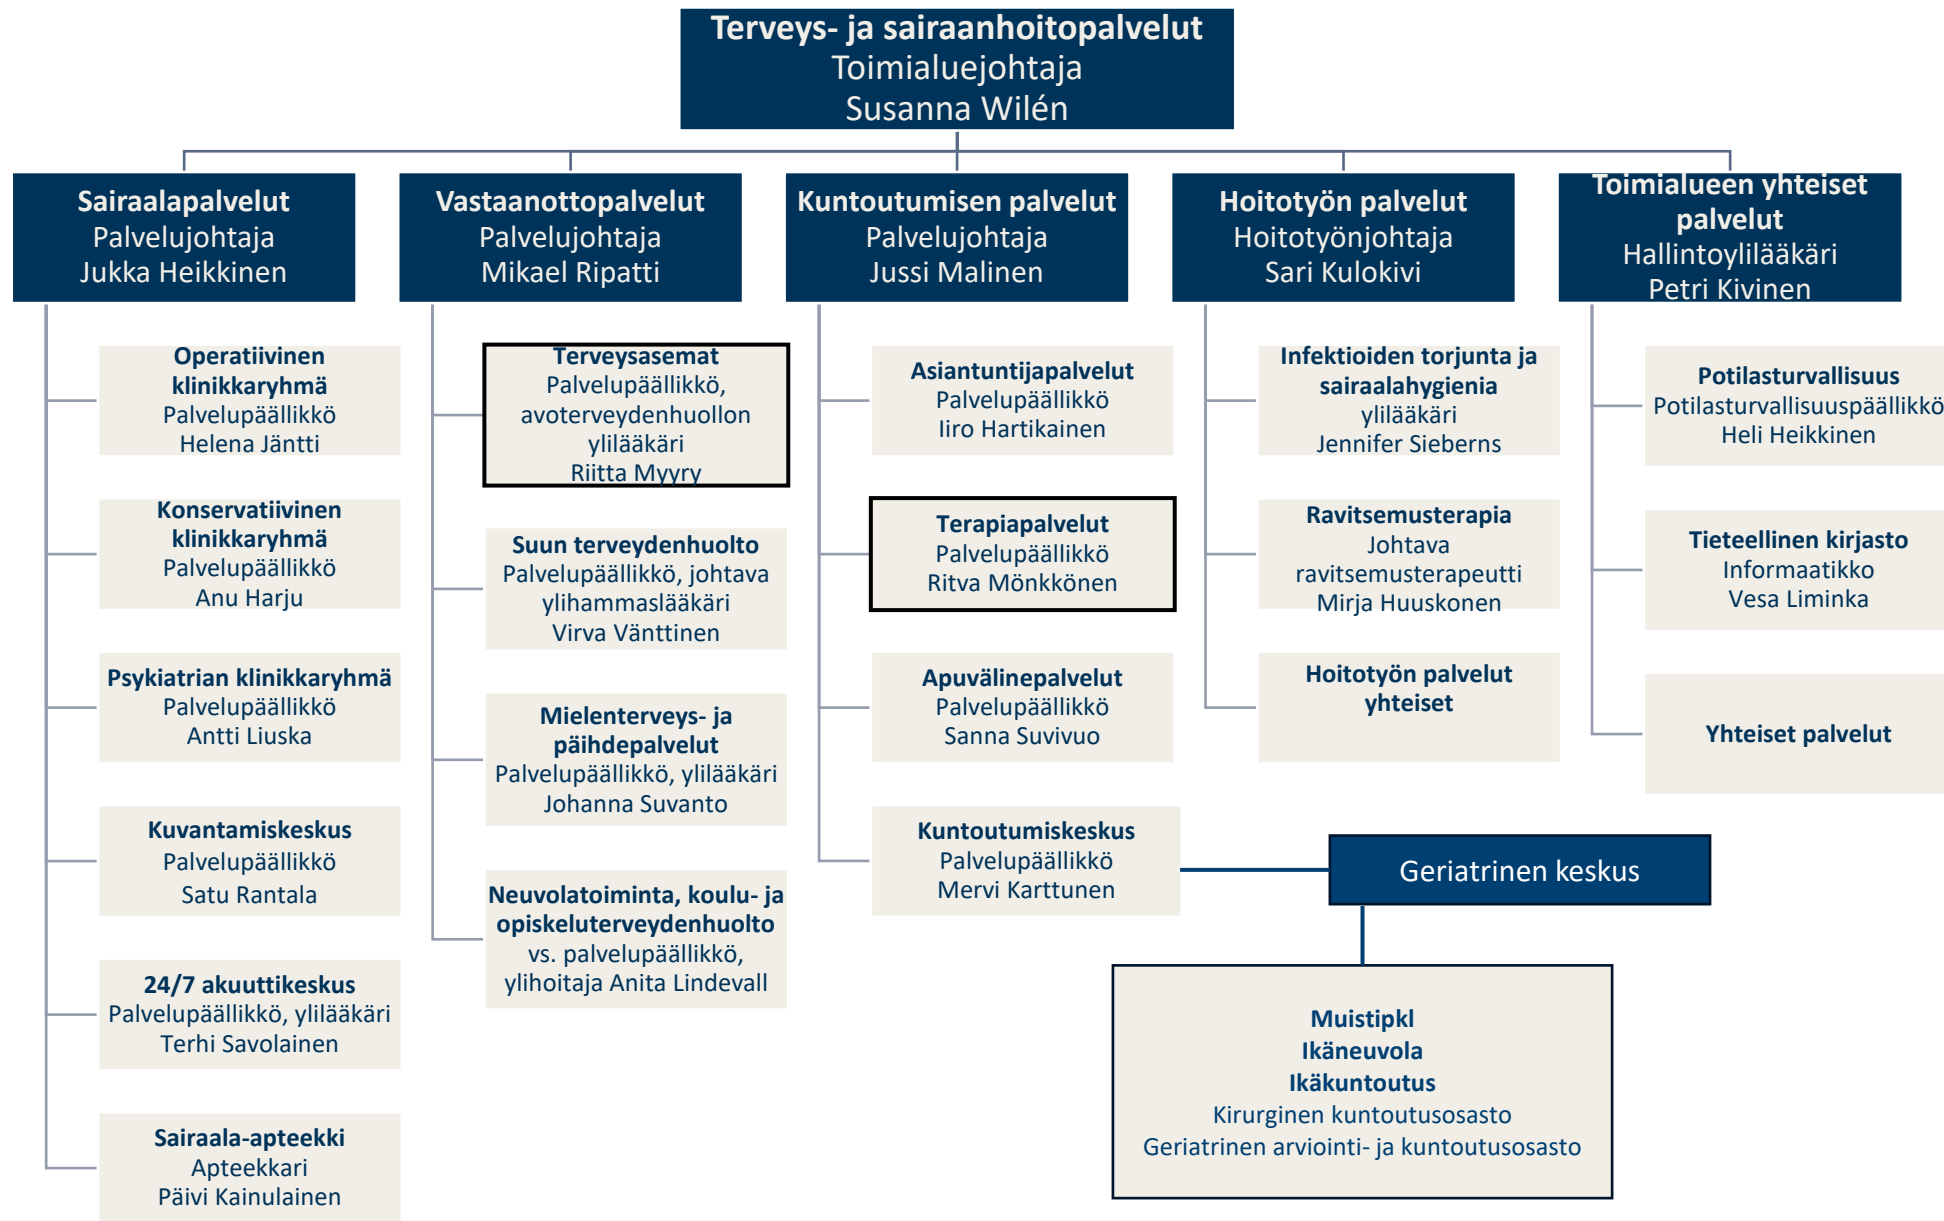 Terveys- ja sairaanhoitopalvelut
Toimialuejohtaja
Susanna Wilén
Sairaalapalvelut
Palvelujohtaja
Jukka Heikkinen
Operatiivinen
klinikkaryhmä
Palvelupäällikkö
Helena Jäntti
Konservatiivinen
klinikkaryhmä
Palvelupäällikkö
Anu Harju
Psykiatrian klinikkaryhmä
Palvelupäällikkö
Antti Liuska
Kuvantamiskeskus
Palvelupäällikkö
Satu Rantala
24/7 akuuttikeskus
Palvelupäällikkö, ylilääkäri
Terhi Savolainen
Sairaala-apteekki
Apteekkari
Päivi Kainulainen
Vastaanottopalvelut
Palvelujohtaja
Mikael Ripatti
Terveysasemat
Palvelupäällikkö,
avoterveydenhuollon
ylilääkäri
Riitta Myyry
Suun terveydenhuolto
Palvelupäällikkö, johtava
ylihammaslääkäri
Virva Vänttinen
Mielenterveys- ja
päihdepalvelut
Palvelupäällikkö, ylilääkäri
Johanna Suvanto
Neuvolatoiminta, koulu- ja
opiskeluterveydenhuolto
vs. palvelupäällikkö,
ylihoitaja Anita Lindevall
Kuntoutumisen palvelut
Palvelujohtaja
Jussi Malinen
Asiantuntijapalvelut
Palvelupäällikkö
Iiro Hartikainen
Terapiapalvelut
Palvelupäällikkö
Ritva Mönkkönen
Apuvälinepalvelut
Palvelupäällikkö
Sanna Suvivuo
Kuntoutumiskeskus
Palvelupäällikkö
Mervi Karttunen
Geriatrinen keskus
Muistipkl
Ikäneuvola
Ikäkuntoutus
Kirurginen kuntoutusosasto
Geriatrinen arviointi- ja kuntoutusosasto
Hoitotyön palvelut
Hoitotyönjohtaja
Sari Kulokivi
Infektioiden torjunta ja
sairaalahygienia
ylilääkäri
Jennifer Sieberns
Ravitsemusterapia
Johtava
ravitsemusterapeutti
Mirja Huuskonen
Hoitotyön palvelut
yhteiset
Toimialueen yhteiset
palvelut
Hallintoylilääkäri
Petri Kivinen
Potilasturvallisuus
Potilasturvallisuuspäällikkö
Heli Heikkinen
Tieteellinen kirjasto
Informaatikko
Vesa Liminka
Yhteiset palvelut